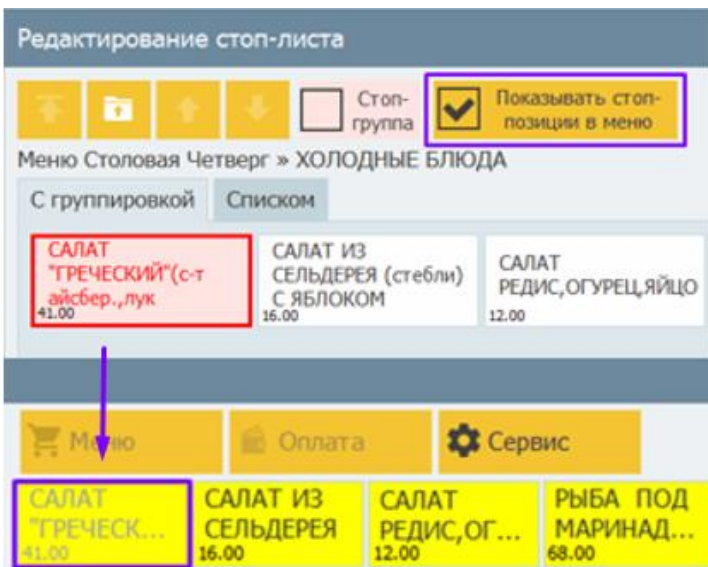 Редактирование стоп-листа
Стоп-
группа
Показывать стоп-
позиции в меню
Меню Столовая Четверг » ХОЛОДНЫЕ БЛЮДА
С группировкой Списком
САЛАТ
"ГРЕЧЕСКИЙ"(с-т
айсбер.,лук
41.00
САЛАТ ИЗ
СЕЛЬДЕРЕЯ (стебли)
С ЯБЛОКОМ
16.00
САЛАТ
РЕДИС,ОГУРЕЦ,ЯЙЦО
12.00
Меню Оплата Сервис
САЛАТ
"ГРЕЧЕСК...
41.00
САЛАТ ИЗ
СЕЛЬДЕРЕЯ
16.00
САЛАТ
РЕДИС,ОГ...
12.00
РЫБА ПОД
МАРИНАД...
68.00